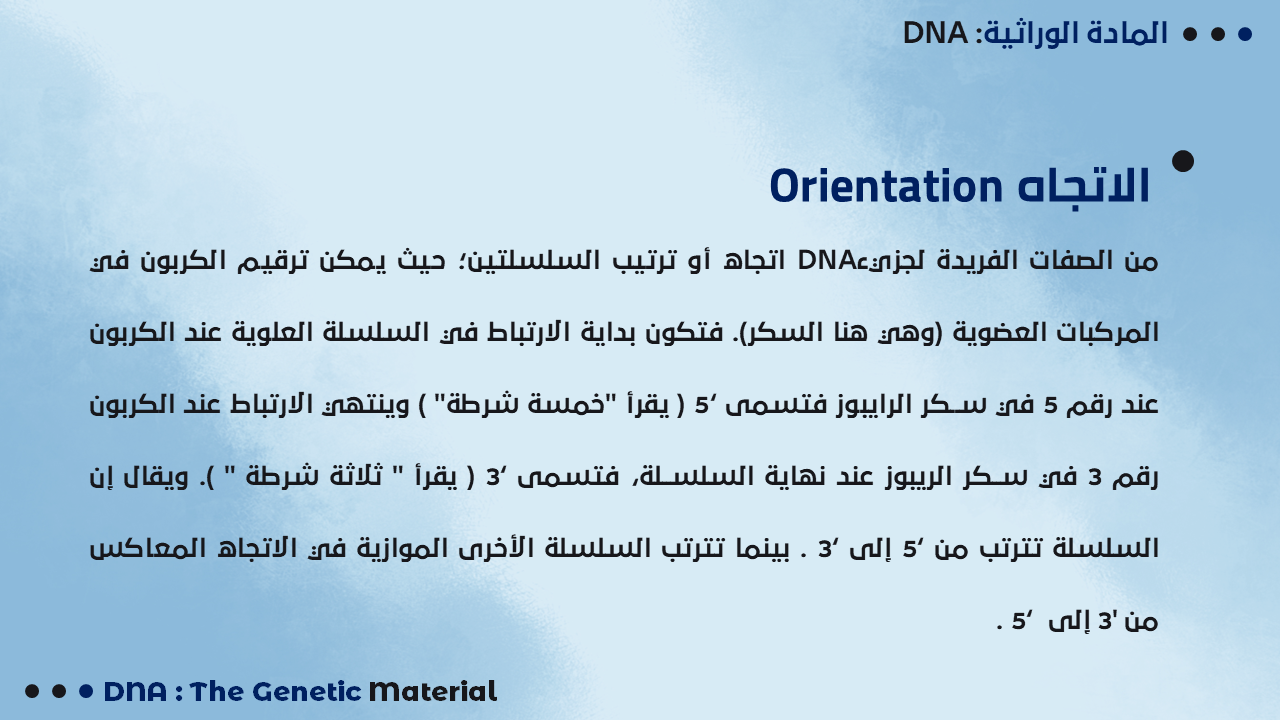 المادة الوراثية: DNA
الاتجاه Orientation
من الصفات الفريدة لجزيءDNA اتجاه أو ترتيب السلسلتين؛ حيث يمكن ترقيم الكربون في
المركبات العضوية (وهي هنا السكر). فتكون بداية الارتباط في السلسلة العلوية عند الكربون
عند رقم 5 في سـكر الرايبوز فتسمى 5‘ ( يقرأ "خمسة شرطة" ) وينتهي الارتباط عند الكربون
رقم 3 في سـكر الريبوز عند نهاية السلسـلة، فتسمى 3‘ ( يقرأ " ثلاثة شرطة " ). ويقال إن
السلسلة تترتب من 5‘ إلى 3‘ . بينما تترتب السلسلة الأخرى الموازية في الاتجاه المعاكس
من 3' إلى 5‘ .
DNA : The Genetic Material